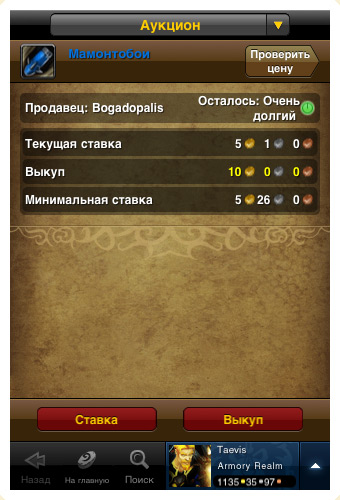 Аукцион
Мамонтобой
Проверить
цену
Продавец: Bogadopalis
Осталось: Очень
долгий
Текущая ставка 5 1 0
Выкуп 10 0 0
Минимальная ставка 5 26 0
Ставка
Выкуп
Назад
На главную
Поиск
Taevis
Armory Realm
1135 35 97